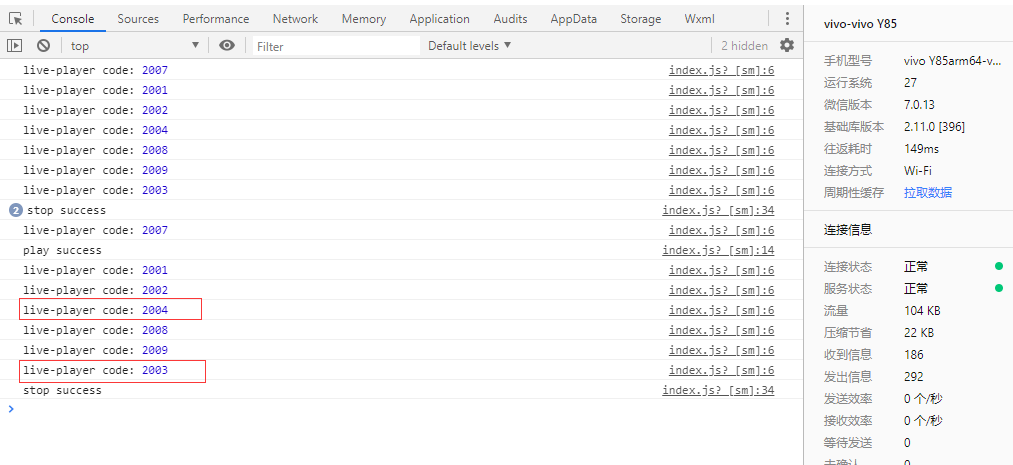 Console Sources Performance Network Memory Application Audits AppData Storage Wxml
top Filter Default levels 2 hidden
live-player code: 2007 index.js? [sm]:6
live-player code: 2001 index.js? [sm]:6
live-player code: 2002 index.js? [sm]:6
live-player code: 2004 index.js? [sm]:6
live-player code: 2008 index.js? [sm]:6
live-player code: 2009 index.js? [sm]:6
live-player code: 2003 index.js? [sm]:6
2 stop success index.js? [sm]:34
live-player code: 2007 index.js? [sm]:6
play success index.js? [sm]:14
live-player code: 2001 index.js? [sm]:6
live-player code: 2002 index.js? [sm]:6
live-player code: 2004 index.js? [sm]:6
live-player code: 2008 index.js? [sm]:6
live-player code: 2009 index.js? [sm]:6
live-player code: 2003 index.js? [sm]:6
stop success index.js? [sm]:34
vivo-vivo Y85
手机型号 vivo Y85arm64-v...
运行系统 27
微信版本 7.0.13
基础库版本 2.11.0 [396]
往返耗时 149ms
连接方式 Wi-Fi
周期性缓存 拉取数据
连接信息
连接状态 正常
服务状态 正常
流量 104 KB
压缩节省 22 KB
收到信息 186
发出信息 292
发送效率 0 个/秒
接收效率 0 个/秒
等待发送 0